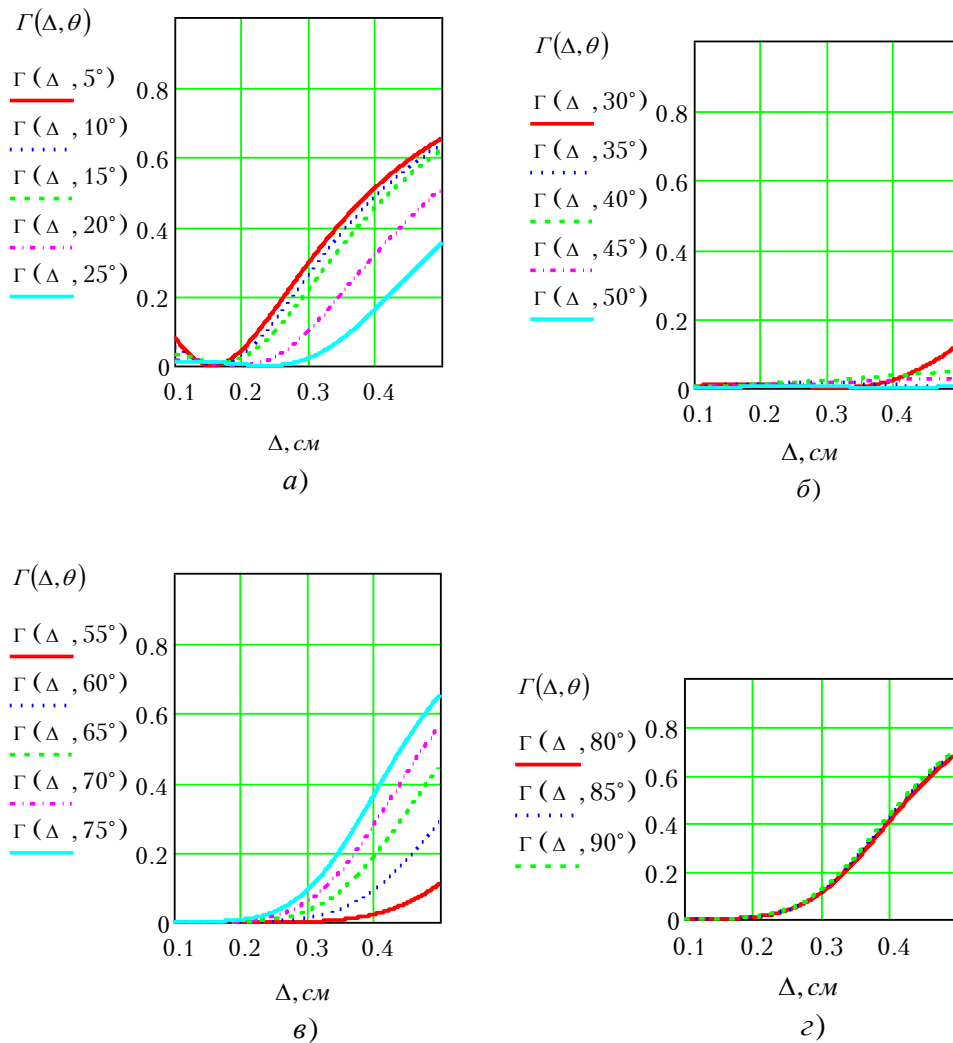 Γ(Δ,θ)
Γ ( Δ , 5° )
Γ ( Δ , 10° )
Γ ( Δ , 15° )
Γ ( Δ , 20° )
Γ ( Δ , 25° )
0.8
0.6
0.4
0.2
0
0.1 0.2 0.3 0.4
Δ, см
а)
Γ(Δ,θ)
Γ ( Δ , 30° )
Γ ( Δ , 35° )
Γ ( Δ , 40° )
Γ ( Δ , 45° )
Γ ( Δ , 50° )
0.8
0.6
0.4
0.2
0
0.1 0.2 0.3 0.4
Δ, см
б)
Γ(Δ,θ)
Γ ( Δ , 55° )
Γ ( Δ , 60° )
Γ ( Δ , 65° )
Γ ( Δ , 70° )
Γ ( Δ , 75° )
0.8
0.6
0.4
0.2
0
0.1 0.2 0.3 0.4
Δ, см
в)
Γ(Δ,θ)
Γ ( Δ , 80° )
Γ ( Δ , 85° )
Γ ( Δ , 90° )
0.8
0.6
0.4
0.2
0
0.1 0.2 0.3 0.4
Δ, см
г)